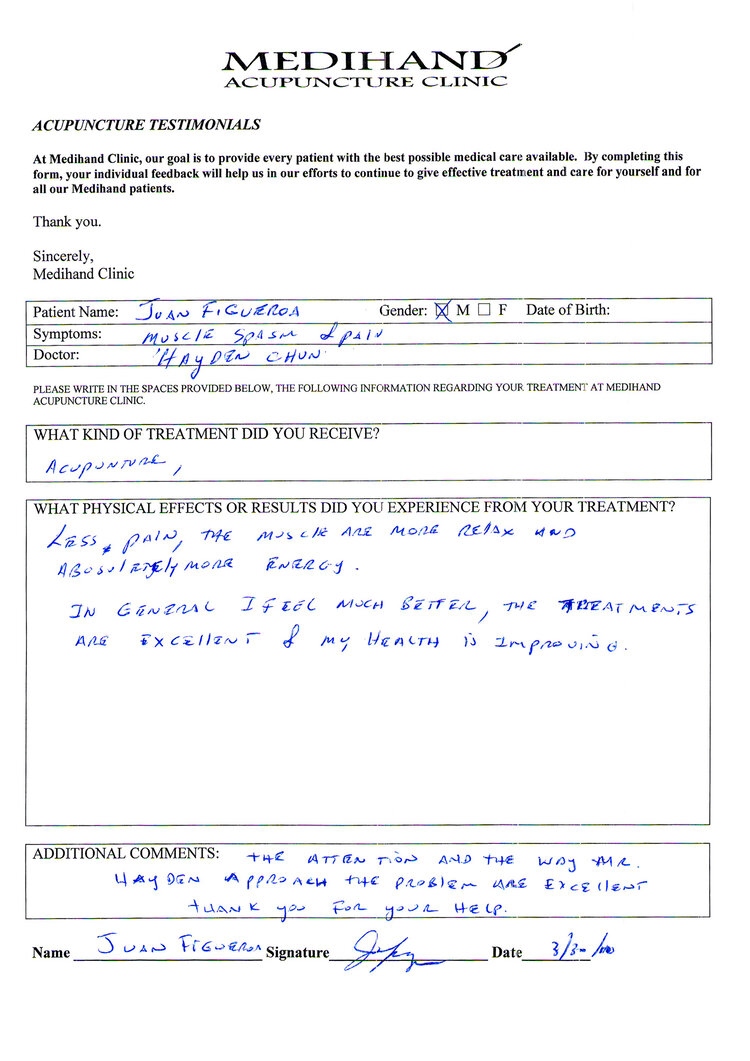 MEDIHAND
ACUPUNCTURE CLINIC
ACUPUNCTURE TESTIMONIALS
At Medihand Clinic, our goal is to provide every patient with the best possible medical care available. By completing this
form, your individual feedback will help us in our efforts to continue to give effective treatment and care for yourself and for
all our Medihand patients.
Thank you.
Sincerely,
Medihand Clinic
Patient Name: JUAN FIGUEROA Gender: ☒ M ☐ F Date of Birth:
Symptoms: MUSCLE SPASM & PAIN
Doctor: HAYDEN CHUN
PLEASE WRITE IN THE SPACES PROVIDED BELOW, THE FOLLOWING INFORMATION REGARDING YOUR TREATMENT AT MEDIHAND
ACUPUNCTURE CLINIC.
WHAT KIND OF TREATMENT DID YOU RECEIVE?
ACUPUNTURE,
WHAT PHYSICAL EFFECTS OR RESULTS DID YOU EXPERIENCE FROM YOUR TREATMENT?
LESS PAIN, THE MUSCLE ARE MORE RELAX AND
ABOSULETELY MORE ENERGY.
IN GENERAL I FEEL MUCH BETTER, THE TREATMENTS
ARE EXCELLENT & MY HEALTH IS IMPROVING.
ADDITIONAL COMMENTS: THE ATTENTION AND THE WAY MR.
HAYDEN APPROACH THE PROBLEM ARE EXCELLENT
THANK YOU FOR YOUR HELP.
Name JUAN FIGUEROA Signature Date